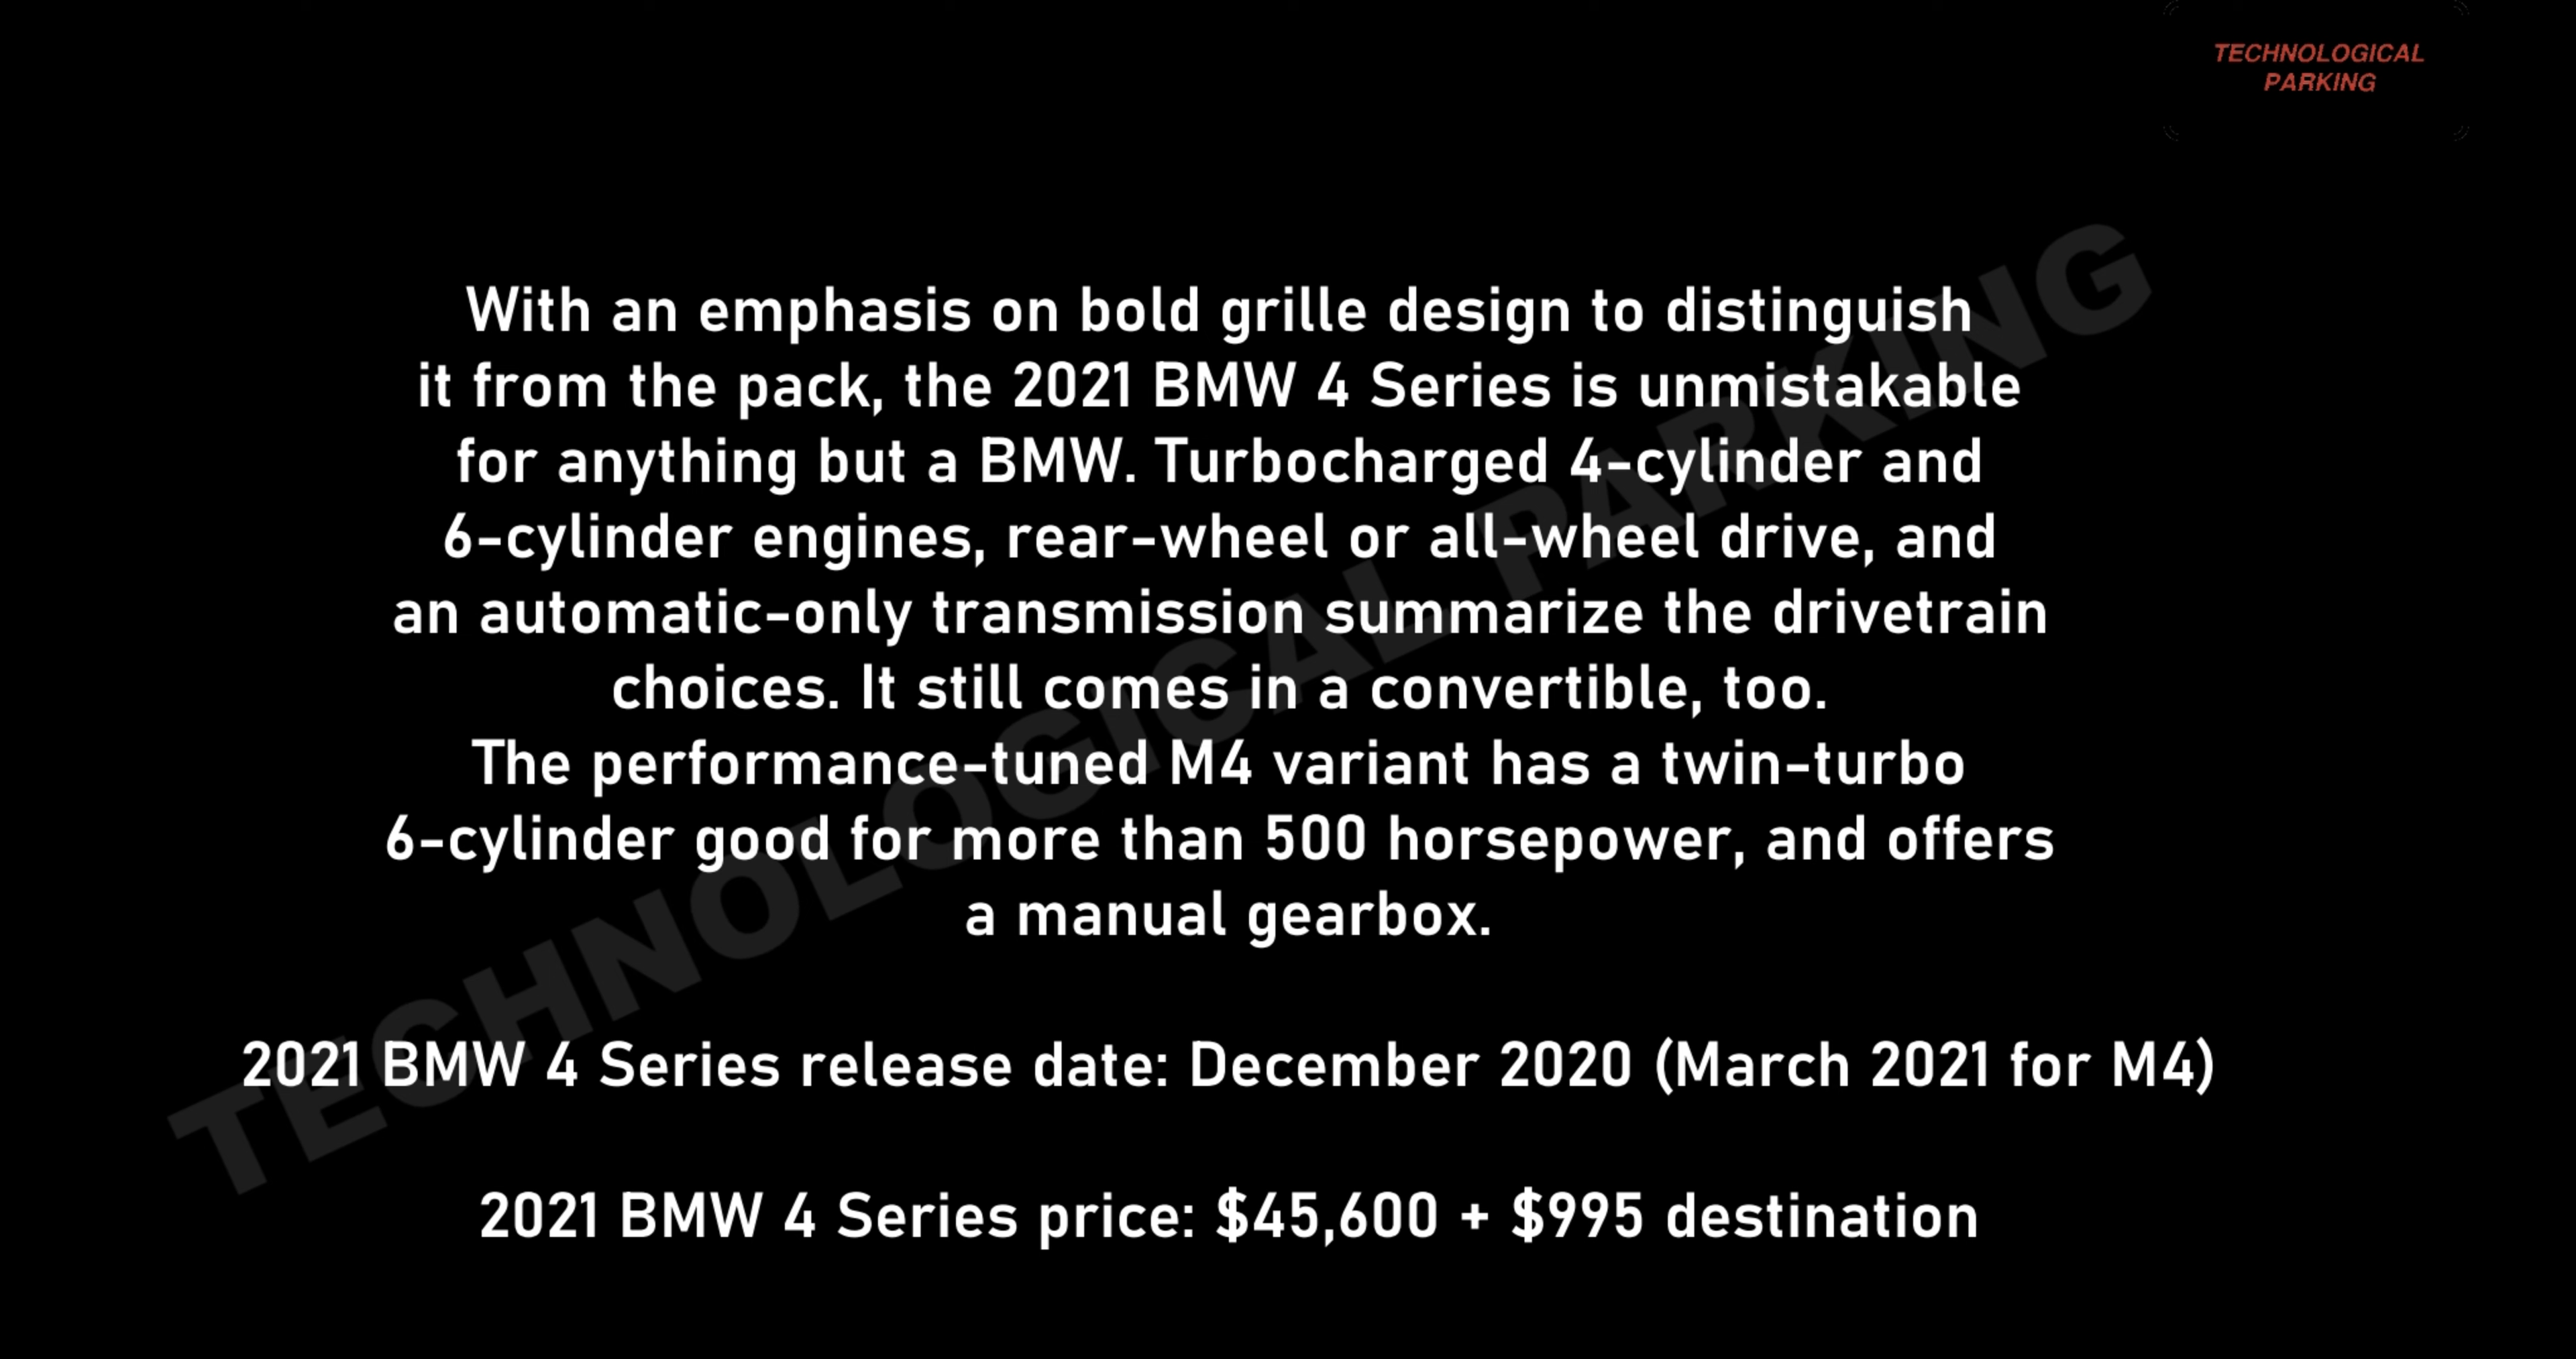 TECHNOLOGICAL
PARKING
With an emphasis on bold grille design to distinguish
it from the pack, the 2021 BMW 4 Series is unmistakable
for anything but a BMW. Turbocharged 4-cylinder and
6-cylinder engines, rear-wheel or all-wheel drive, and
an automatic-only transmission summarize the drivetrain
choices. It still comes in a convertible, too.
The performance-tuned M4 variant has a twin-turbo
6-cylinder good for more than 500 horsepower, and offers
a manual gearbox.
2021 BMW 4 Series release date: December 2020 (March 2021 for M4)
2021 BMW 4 Series price: $45,600 + $995 destination
TECHNOLOGICAL PARKING